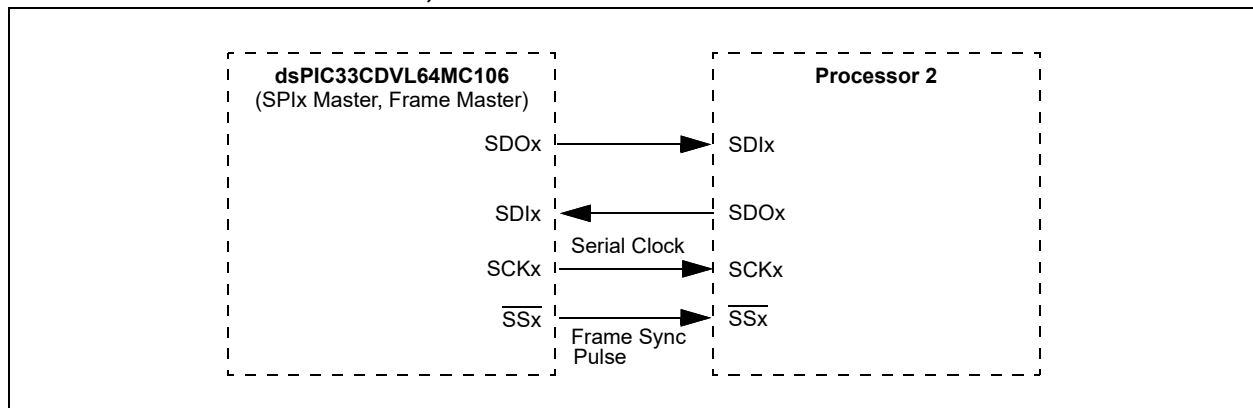 dsPIC33CDVL64MC106 Processor 2
(SPIx Master, Frame Master)
SDOx SDIx
SDIx SDOx
Serial Clock
SCKx SCKx
SSx SSx
Frame Sync
Pulse